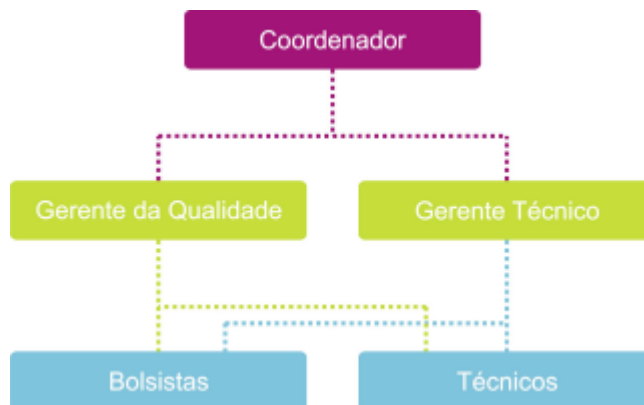 Coordenador
Gerente da Qualidade
Gerente Técnico
Bolsistas
Técnicos